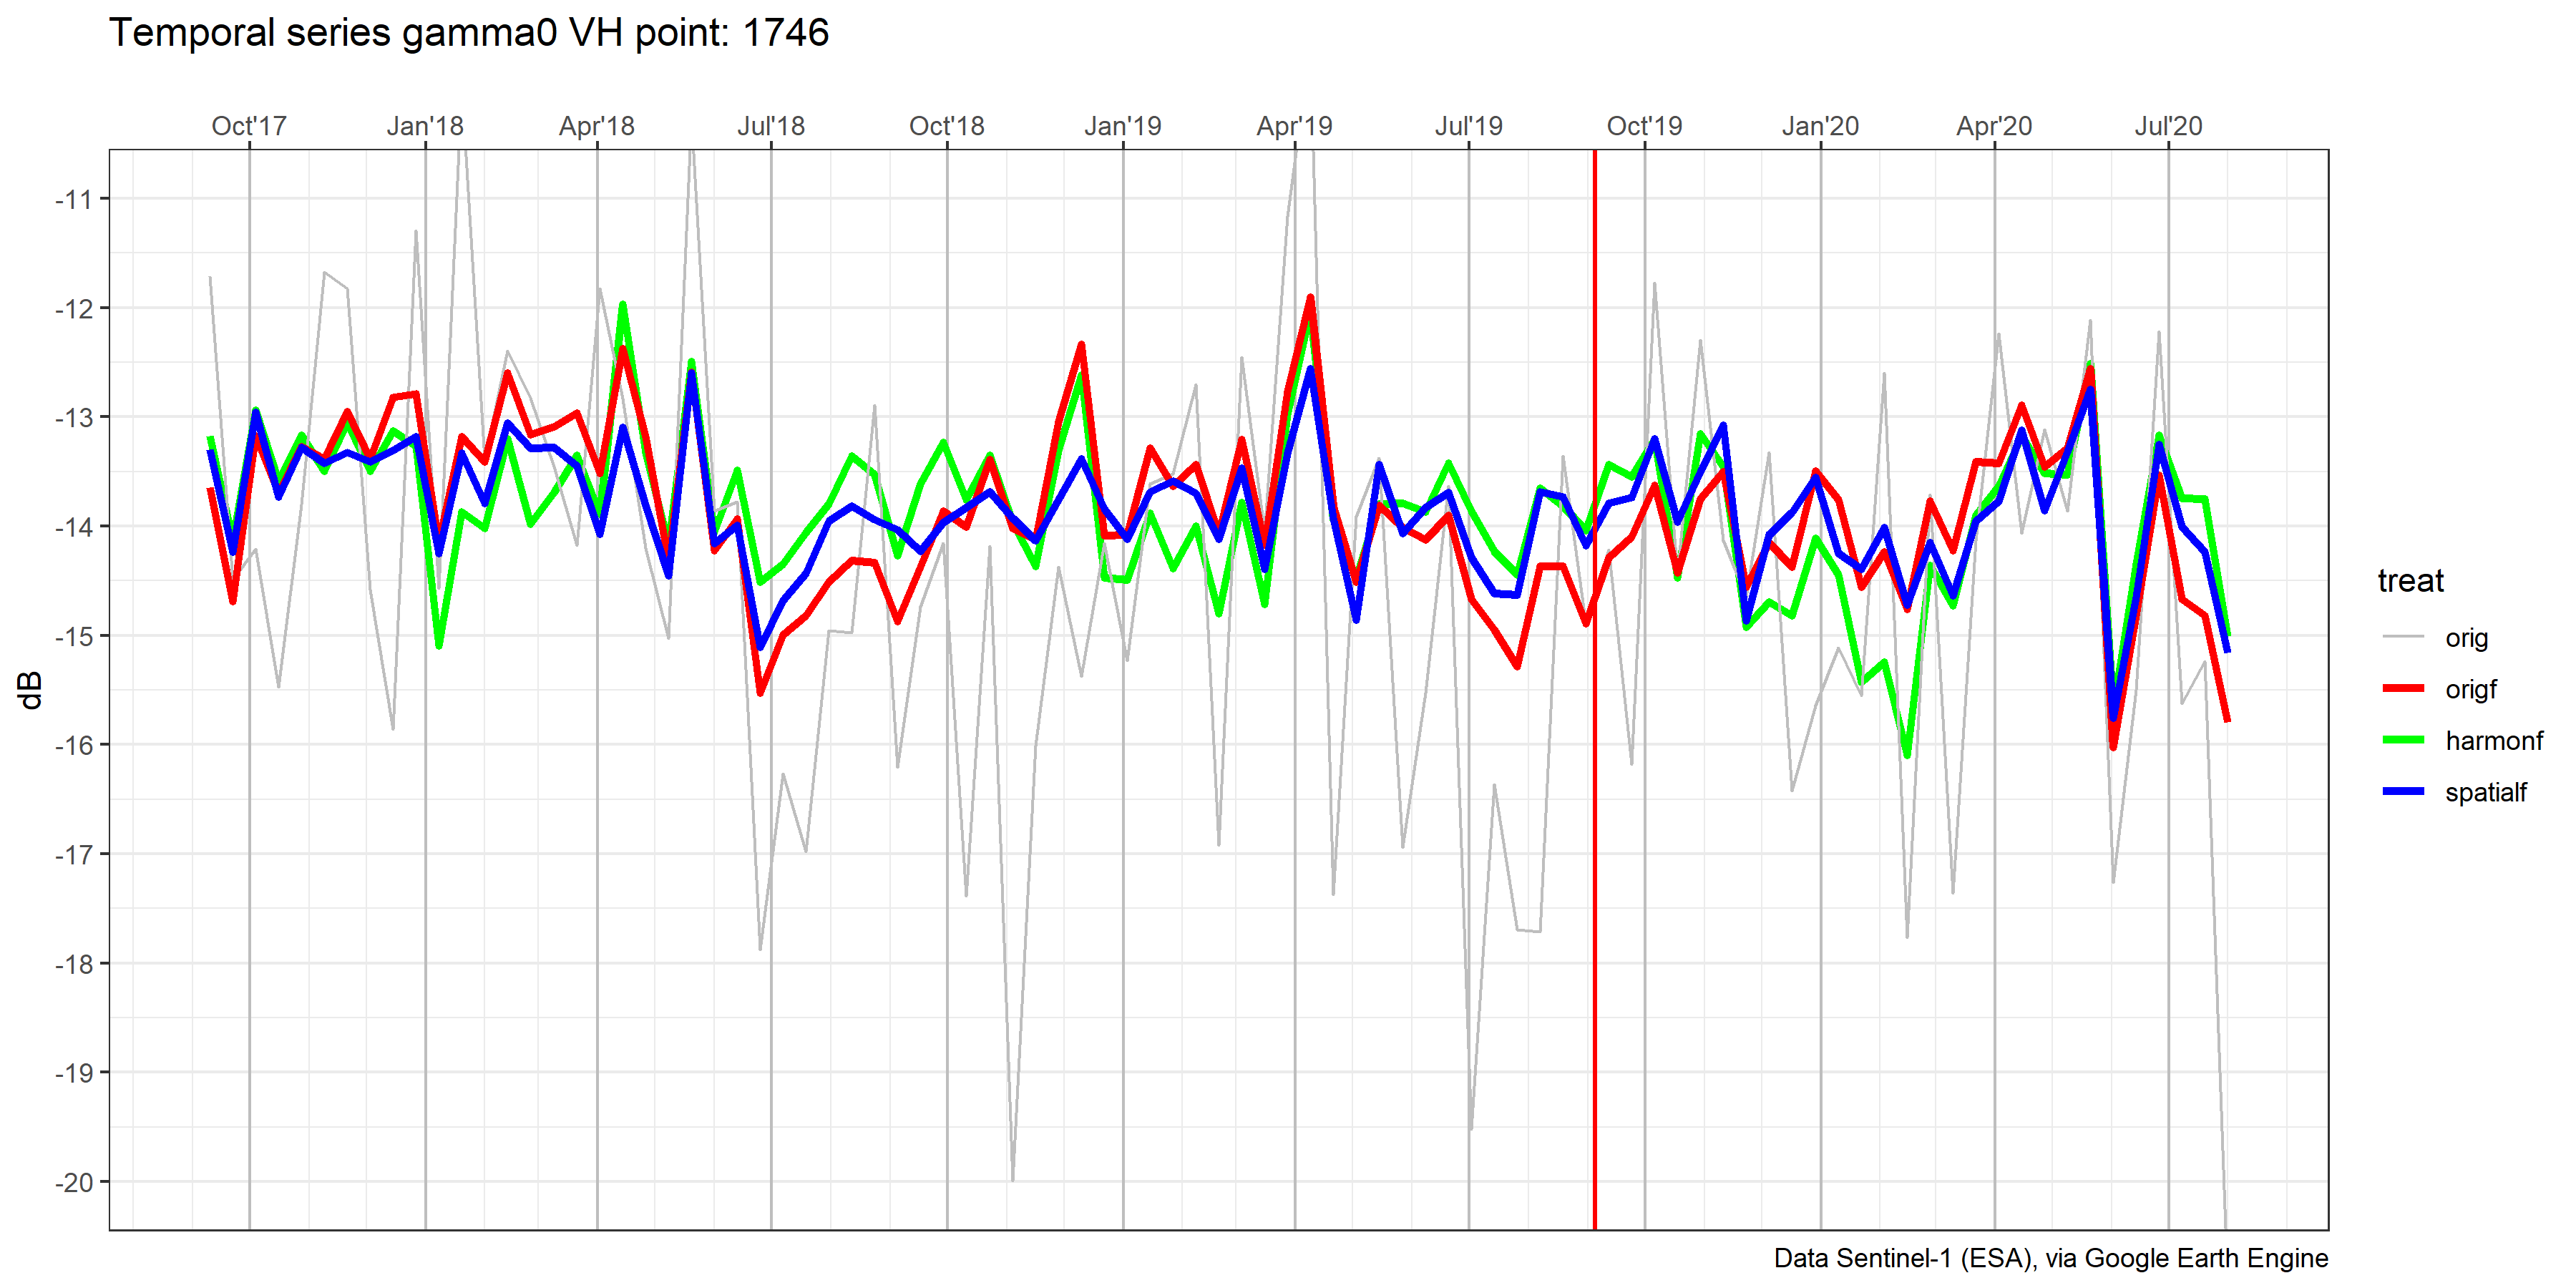 Temporal series gamma0 VH point: 1746
Oct'17 Jan'18 Apr'18 Jul'18 Oct'18 Jan'19 Apr'19 Jul'19 Oct'19 Jan'20 Apr'20 Jul'20
-11
-12
-13
-14
-15
-16
-17
-18
-19
-20
dB
treat
orig
origf
harmonf
spatialf
Data Sentinel-1 (ESA), via Google Earth Engine